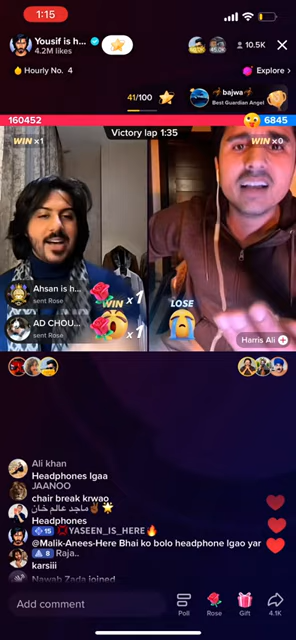 1:15
Yousif is h...
4.2M likes
10.5K
Hourly No. 4
Explore
41/100
bajwa
Best Guardian Angel
160452
6845
Victory lap 1:35
WIN x1
WIN x0
Ahsan is h...
sent Rose
WIN x 1
AD CHOU...
sent Rose
x 1
LOSE
Harris Ali
Ali khan
Headphones lgaa
JAANOO
chair break krwao
ماجد عالم خان
Headphones
15 YASEEN_IS_HERE
@Malik-Anees-Here Bhai ko bolo headphone lgao yar
8 Raja..
karsiii
Nawab Zada joined
Add comment
Poll
Rose
Gift
4.1K